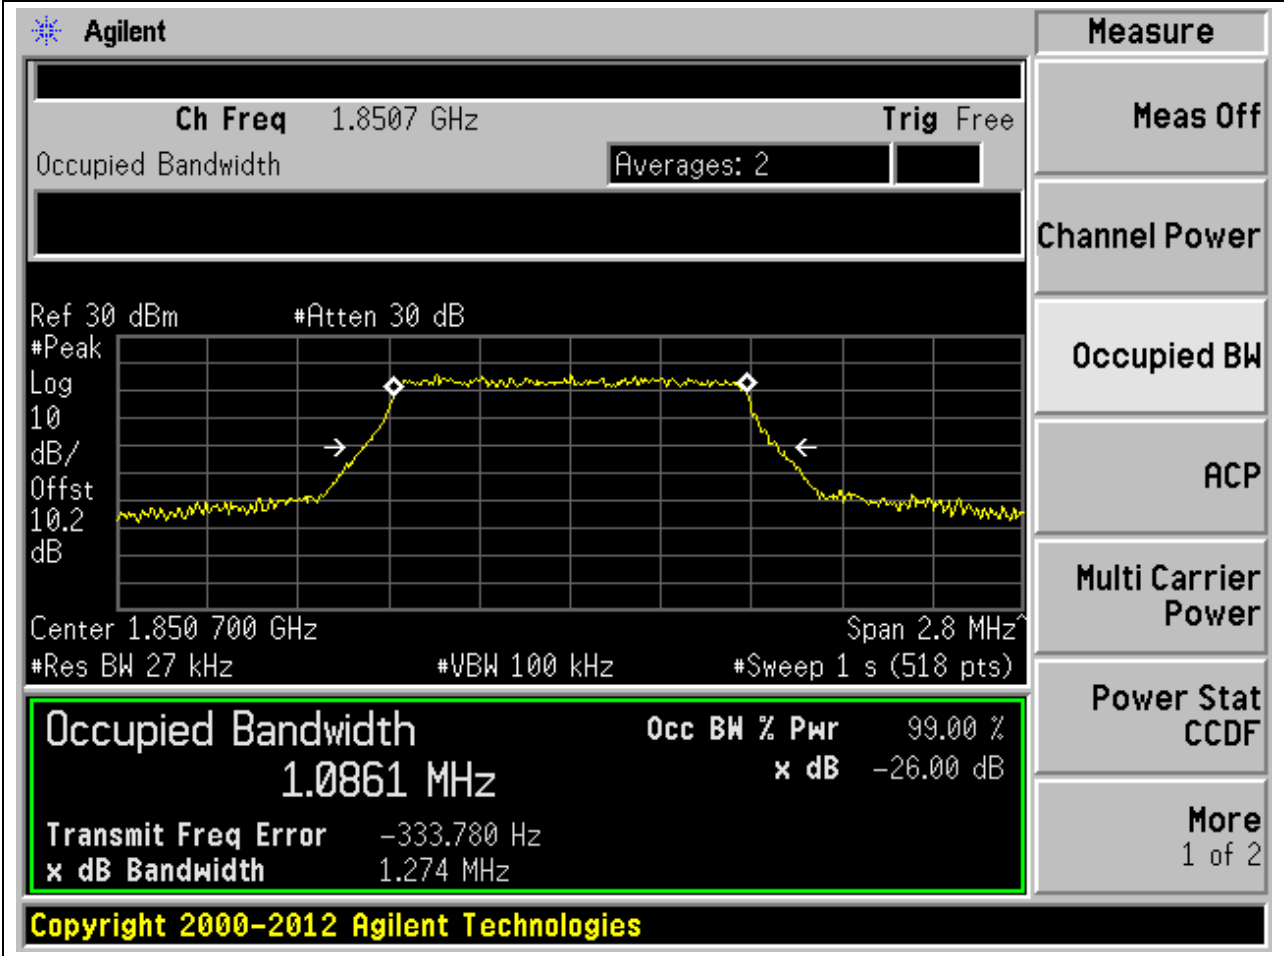 Agilent
Measure
Ch Freq 1.8507 GHz Trig Free
Occupied Bandwidth Averages: 2
Meas Off
Channel Power
Occupied BW
ACP
Multi Carrier
Power
Power Stat
CCDF
More
1 of 2
Ref 30 dBm #Atten 30 dB
#Peak
Log
10
dB/
Offst
10.2
dB
Center 1.850 700 GHz Span 2.8 MHz^
#Res BW 27 kHz #VBW 100 kHz #Sweep 1 s (518 pts)
Occupied Bandwidth Occ BW % Pwr 99.00 %
1.0861 MHz x dB -26.00 dB
Transmit Freq Error -333.780 Hz
x dB Bandwidth 1.274 MHz
Copyright 2000-2012 Agilent Technologies